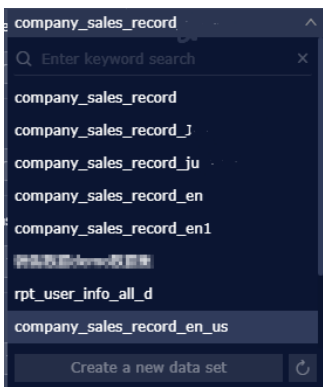 company_sales_record
Enter keyword search
company_sales_record
company_sales_record_J
company_sales_record_ju
company_sales_record_en
company_sales_record_en1
rpt_user_info_all_d
company_sales_record_en_us
Create a new data set